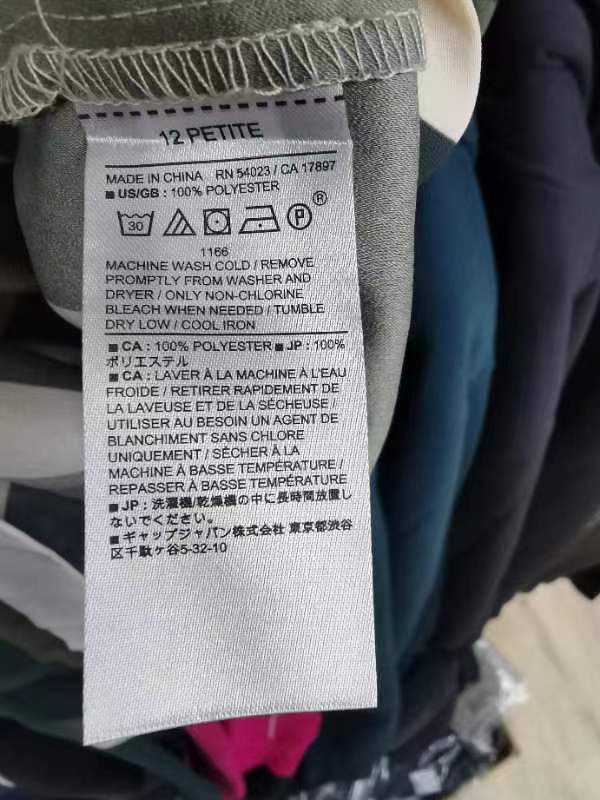 12 PETITE
MADE IN CHINA RN 54023 / CA 17897
■ US/GB : 100% POLYESTER
30 P ®
1166
MACHINE WASH COLD / REMOVE
PROMPTLY FROM WASHER AND
DRYER / ONLY NON-CHLORINE
BLEACH WHEN NEEDED / TUMBLE
DRY LOW / COOL IRON
■ CA : 100% POLYESTER ■ JP : 100%
ポリエステル
■ CA : LAVER À LA MACHINE À L'EAU
FROIDE / RETIRER RAPIDEMENT DE
LA LAVEUSE ET DE LA SÉCHEUSE /
UTILISER AU BESOIN UN AGENT DE
BLANCHIMENT SANS CHLORE
UNIQUEMENT / SÉCHER À LA
MACHINE À BASSE TEMPÉRATURE /
REPASSER À BASSE TEMPÉRATURE
■ JP : 洗濯機/乾燥機の中に長時間放置し
ないでください。
■ ギャップジャパン株式会社 東京都渋谷
区千駄ヶ谷5-32-10